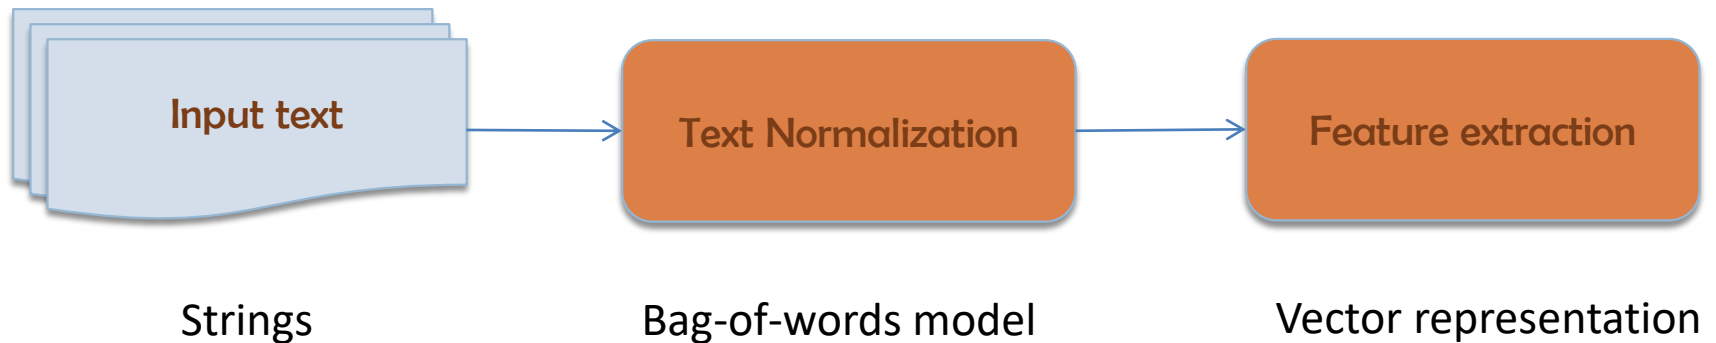 Input text
Text Normalization
Feature extraction
Strings
Bag-of-words model
Vector representation